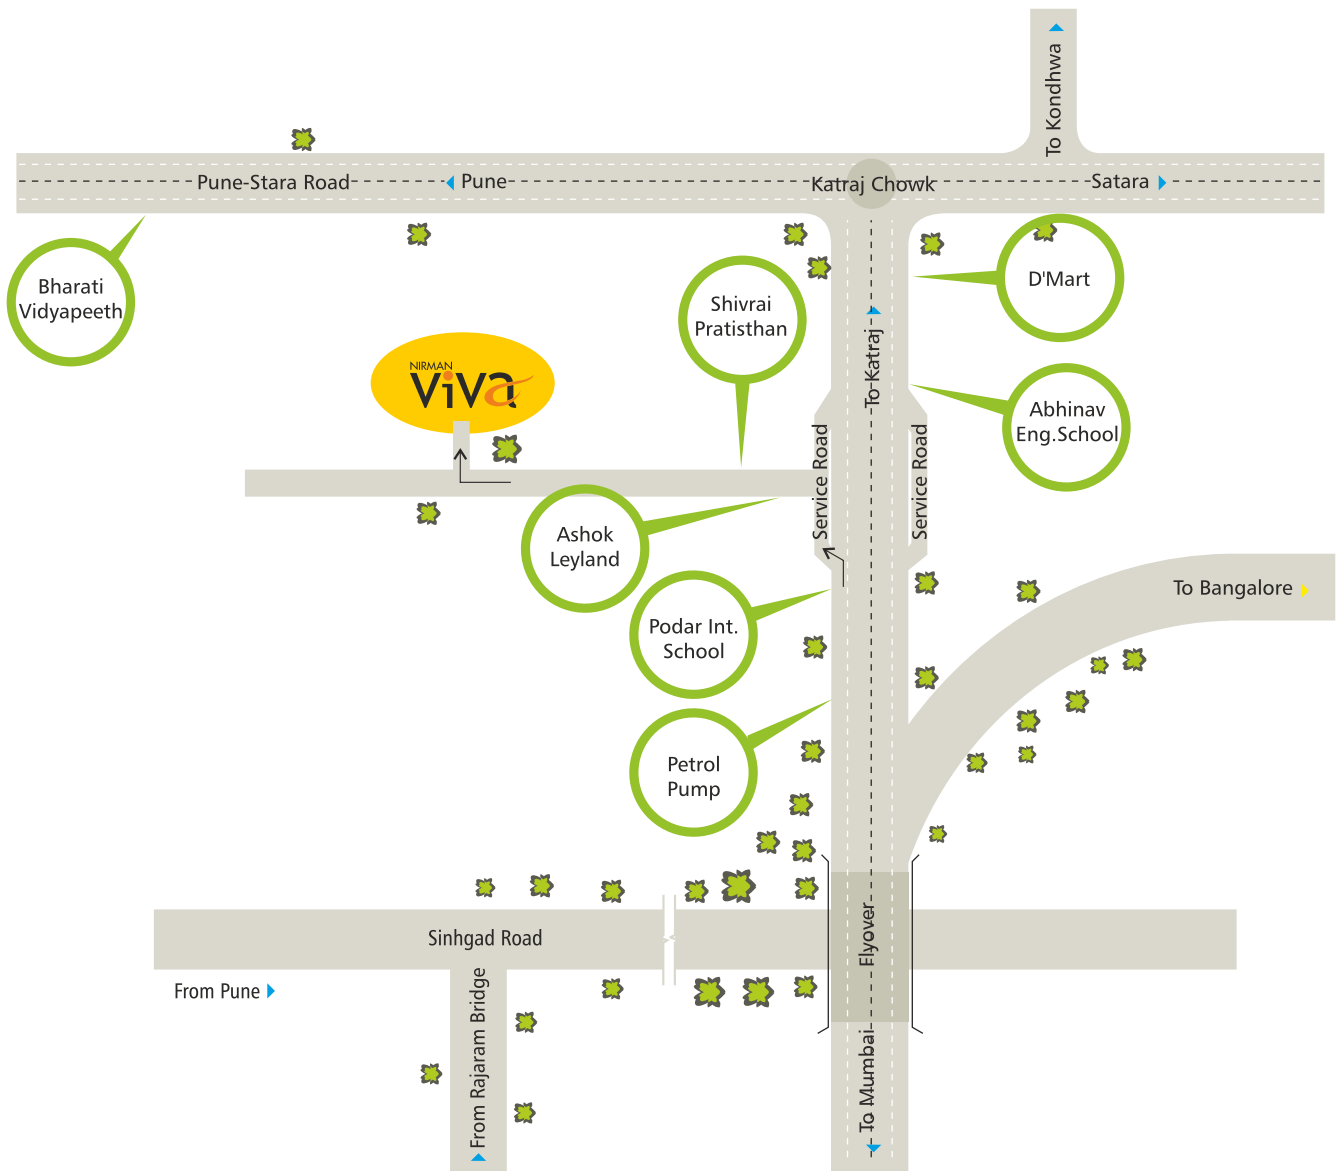 To Kondhwa
Pune-Stara Road
Pune
Katraj Chowk
Satara
Bharati
Vidyapeeth
Shivrai
Pratisthan
D'Mart
NIRMAN
viva
To Katraj
Abhinav
Eng.School
Service Road
Service Road
Ashok
Leyland
To Bangalore
Podar Int.
School
Petrol
Pump
Flyover
Sinhgad Road
From Pune
From Rajaram Bridge
To Mumbai